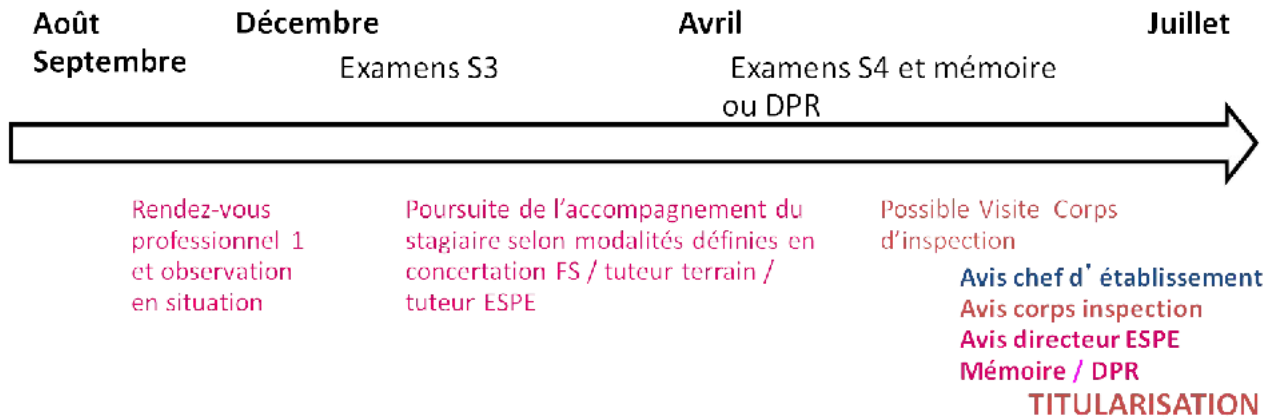 Août
Septembre
Décembre
Avril
Juillet
Examens S3
Examens S4 et mémoire
ou DPR
Rendez-vous
professionnel 1
et observation
en situation
Poursuite de l'accompagnement du
stagiaire selon modalités définies en
concertation FS / tuteur terrain /
tuteur ESPE
Possible Visite Corps
d'inspection
Avis chef d' établissement
Avis corps inspection
Avis directeur ESPE
Mémoire / DPR
TITULARISATION